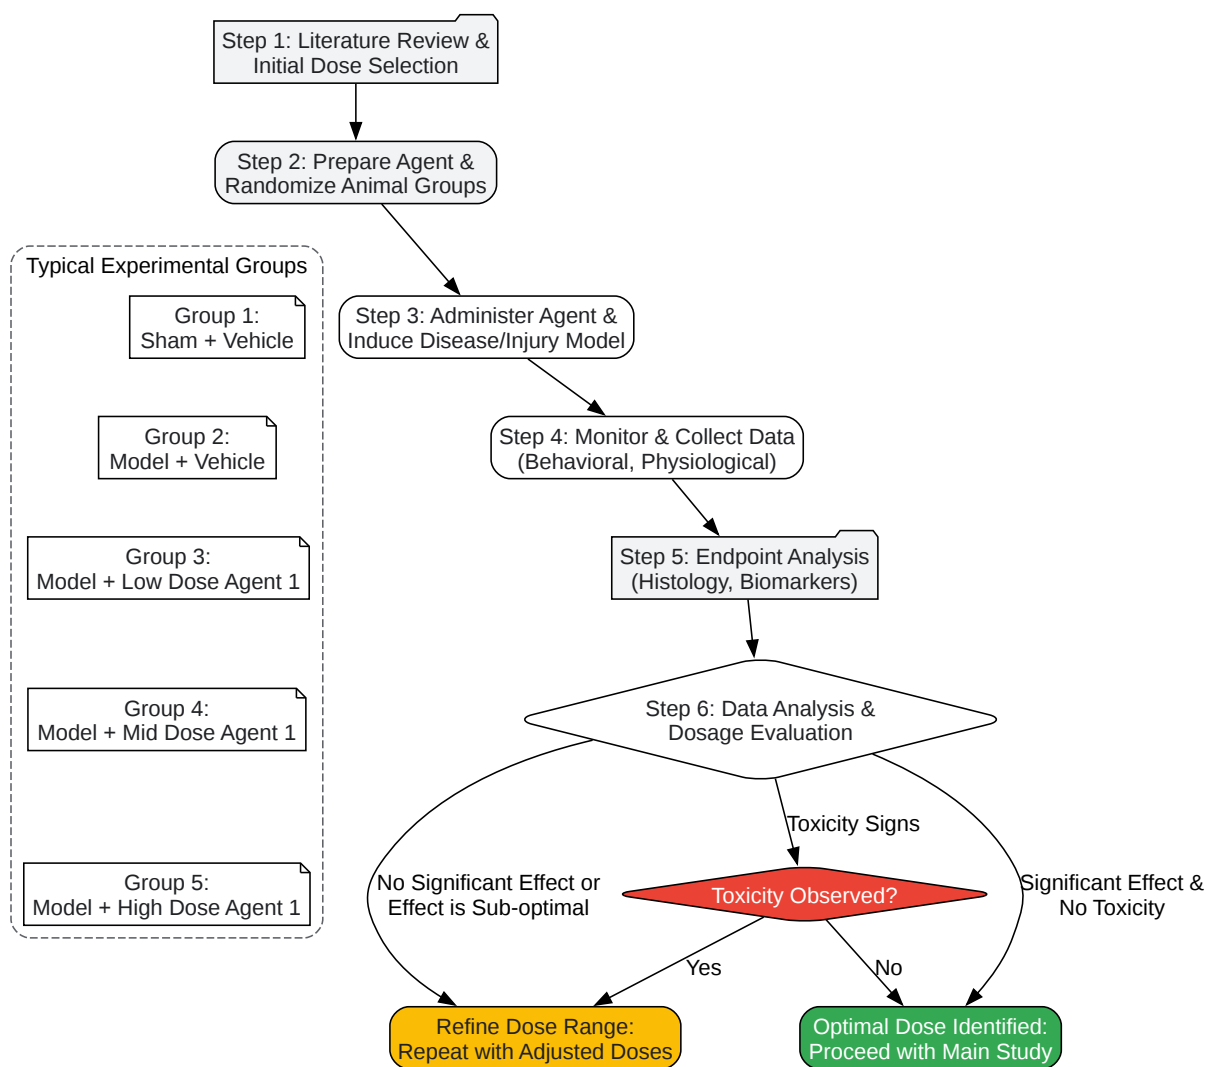 Step 1: Literature Review &
Initial Dose Selection
Step 2: Prepare Agent &
Randomize Animal Groups
Typical Experimental Groups
Group 1:
Sham + Vehicle
Step 3: Administer Agent &
Induce Disease/Injury Model
Group 2:
Model + Vehicle
Step 4: Monitor & Collect Data
(Behavioral, Physiological)
Group 3:
Model + Low Dose Agent 1
Step 5: Endpoint Analysis
(Histology, Biomarkers)
Group 4:
Model + Mid Dose Agent 1
Step 6: Data Analysis &
Dosage Evaluation
Toxicity Signs
Group 5:
Model + High Dose Agent 1
No Significant Effect or
Effect is Sub-optimal
Toxicity Observed?
Significant Effect &
No Toxicity
Yes
No
Refine Dose Range:
Repeat with Adjusted Doses
Optimal Dose Identified:
Proceed with Main Study